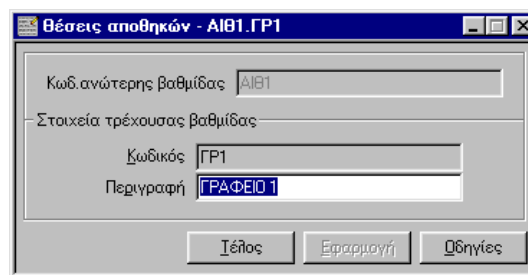 Θέσεις αποθηκών - ΑΙΘ1.ΓΡ1
Κωδ.ανώτερης βαθμίδας ΑΙΘ1
Στοιχεία τρέχουσας βαθμίδας
Κωδικός ΓΡ1
Περιγραφή ΓΡΑΦΕΙΟ 1
Τέλος Εφαρμογή Οδηγίες